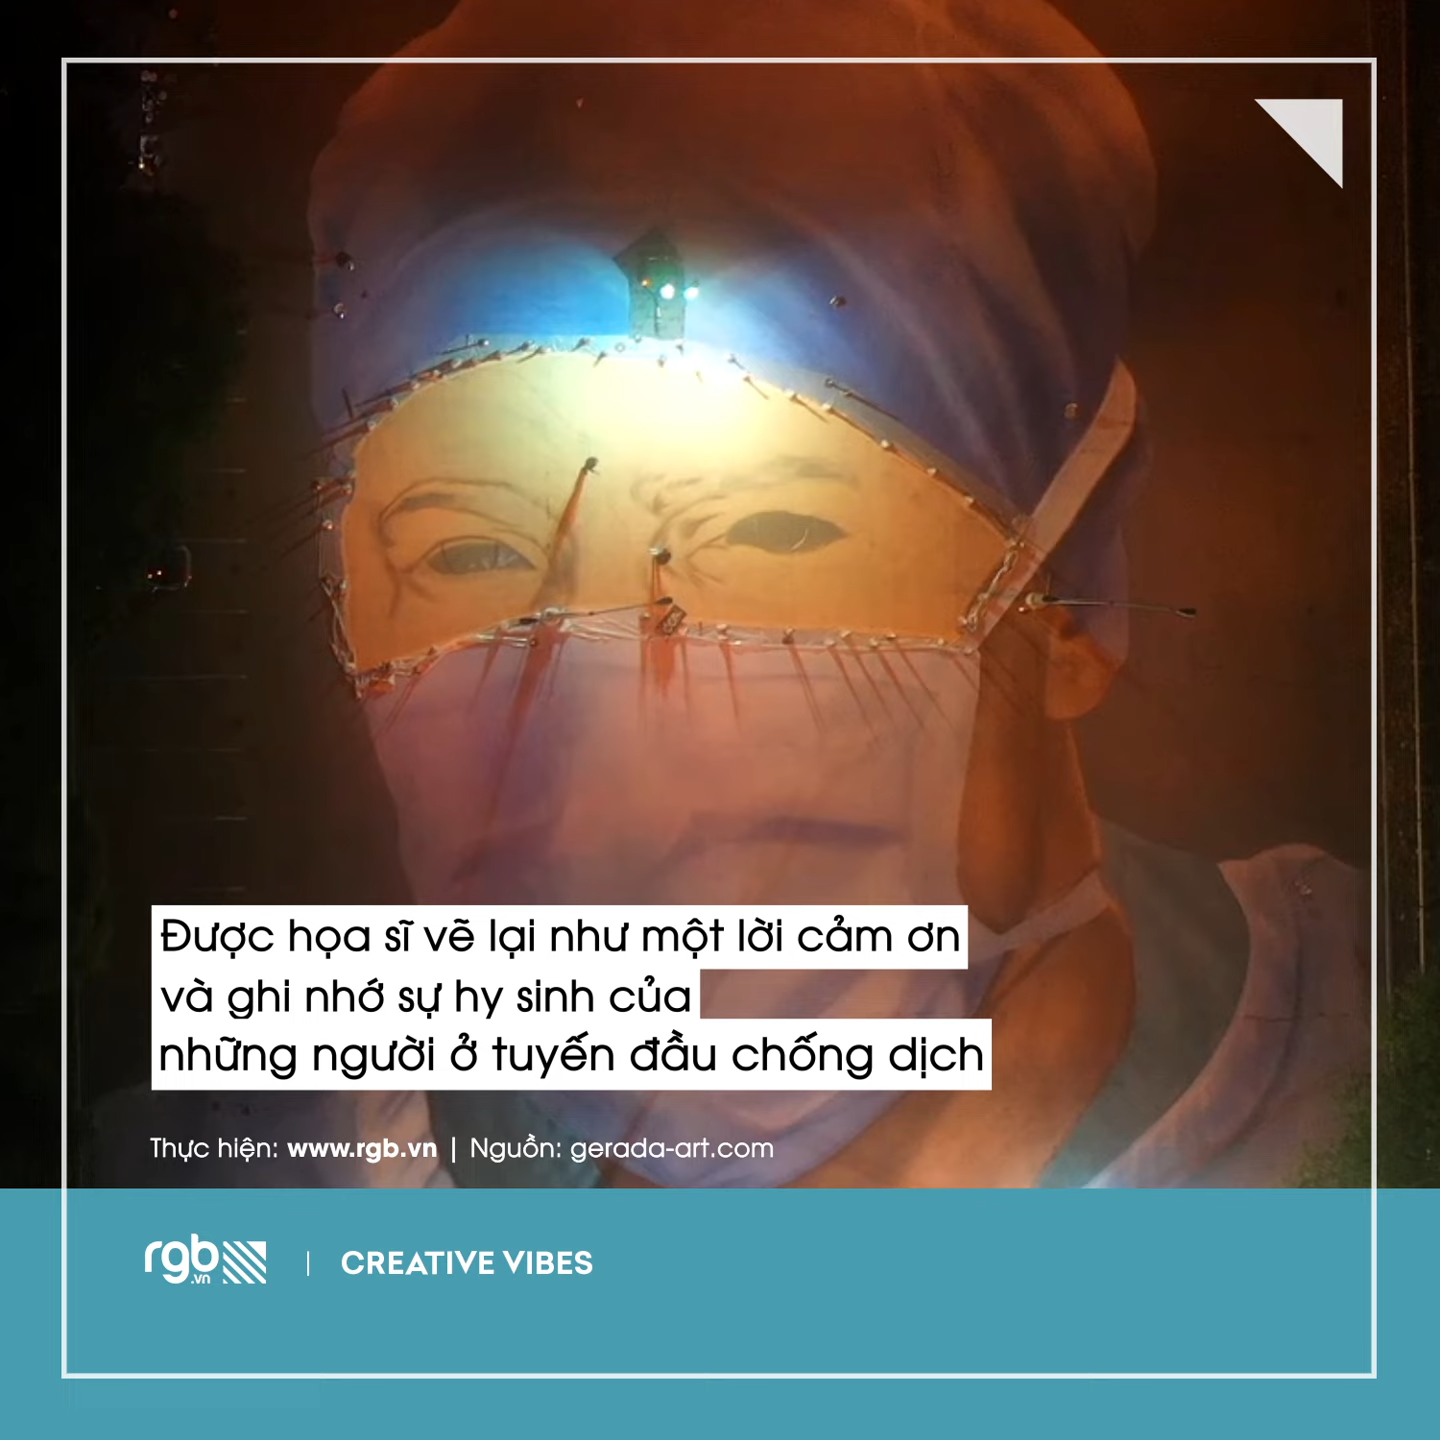 Được họa sĩ vẽ lại như một lời cảm ơn
và ghi nhớ sự hy sinh của
những người ở tuyến đầu chống dịch
Thực hiện: www.rgb.vn | Nguồn: gerada-art.com
rgb.vn | CREATIVE VIBES